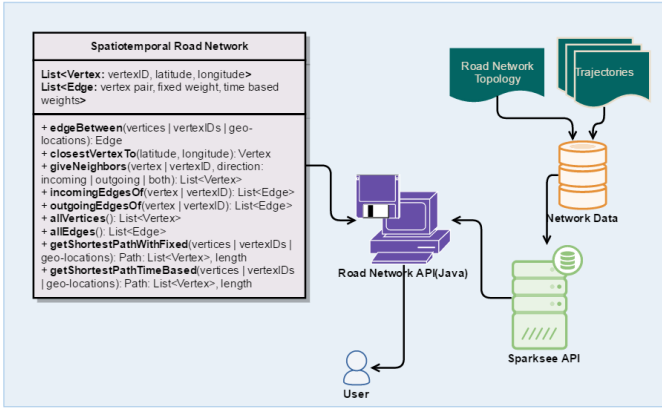 Spatiotemporal Road Network
List<Vertex: vertexID, latitude, longitude>
List<Edge: vertex pair, fixed weight, time based
weights>
+ edgeBetween(vertices | vertexIDs | geo-
locations): Edge
+ closestVertexTo(latitude, longitude): Vertex
+ giveNeighbors(vertex | vertexID, direction:
incoming | outgoing | both): List<Vertex>
+ incomingEdgesOf(vertex | vertexID): List<Edge>
+ outgoingEdgesOf(vertex | vertexID): List<Edge>
+ allVertices(): List<Vertex>
+ allEdges(): List<Edge>
+ getShortestPathWithFixed(vertices | vertexIDs |
geo-locations): Path: List<Vertex>, length
+ getShortestPathTimeBased(vertices | vertexIDs
| geo-locations): Path: List<Vertex>, length
Road Network
Topology
Trajectories
Network Data
Road Network API(Java)
Sparksee API
User